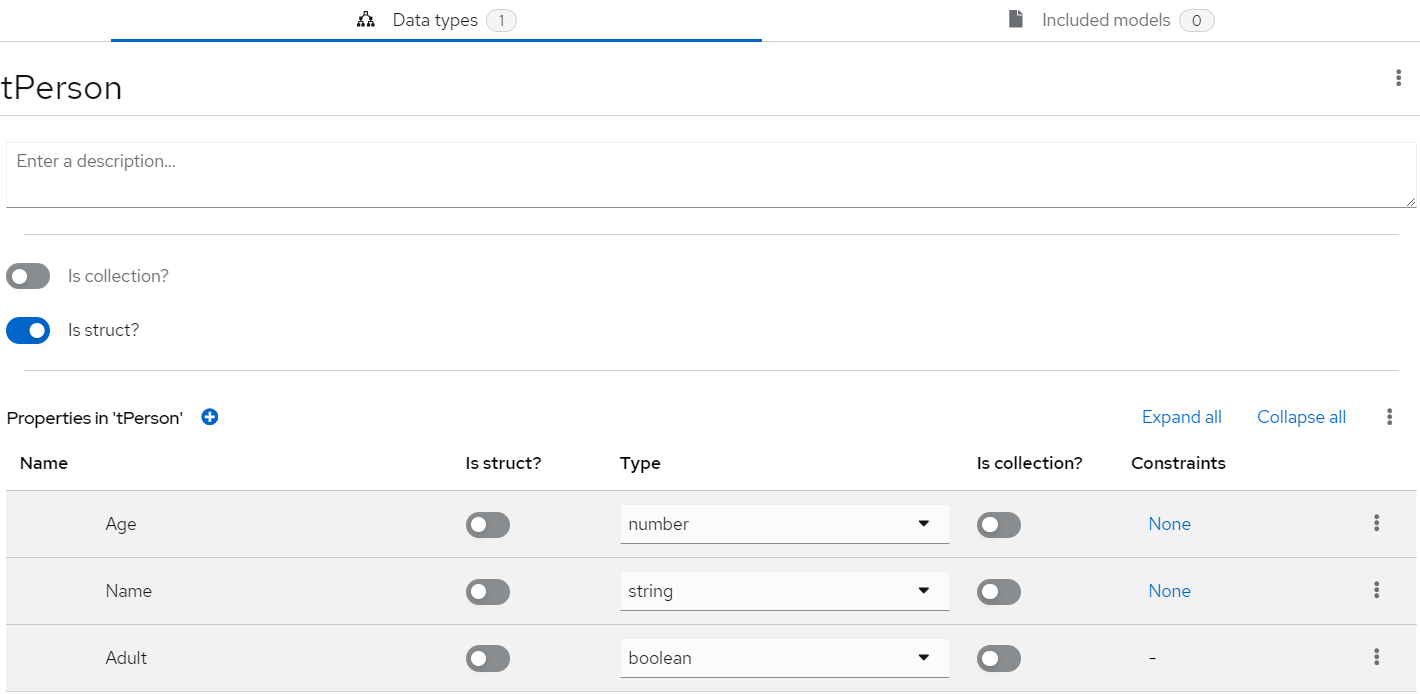 Data types 1 Included models 0
tPerson
Enter a description...
Is collection?
Is struct?
Properties in 'tPerson' Expand all Collapse all
Name Is struct? Type Is collection? Constraints
Age number None
Name string None
Adult boolean -